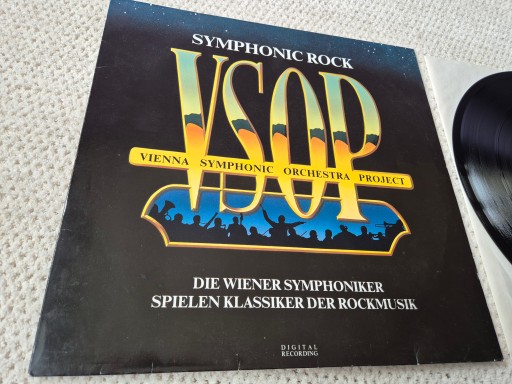 SYMPHONIC ROCK
VSOP
VIENNA SYMPHONIC ORCHESTRA PROJECT
DIE WIENER SYMPHONIKER
SPIELEN KLASSIKER DER ROCKMUSIK
DIGITAL
RECORDING